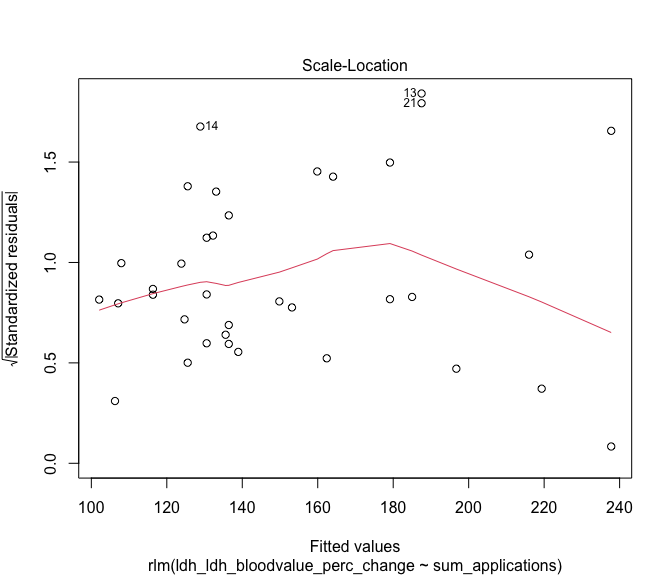 Scale-Location
13
21
14
√|Standardized residuals|
1.5
1.0
0.5
0.0
100 120 140 160 180 200 220 240
Fitted values
rlm(ldh_ldh_bloodvalue_perc_change ~ sum_applications)